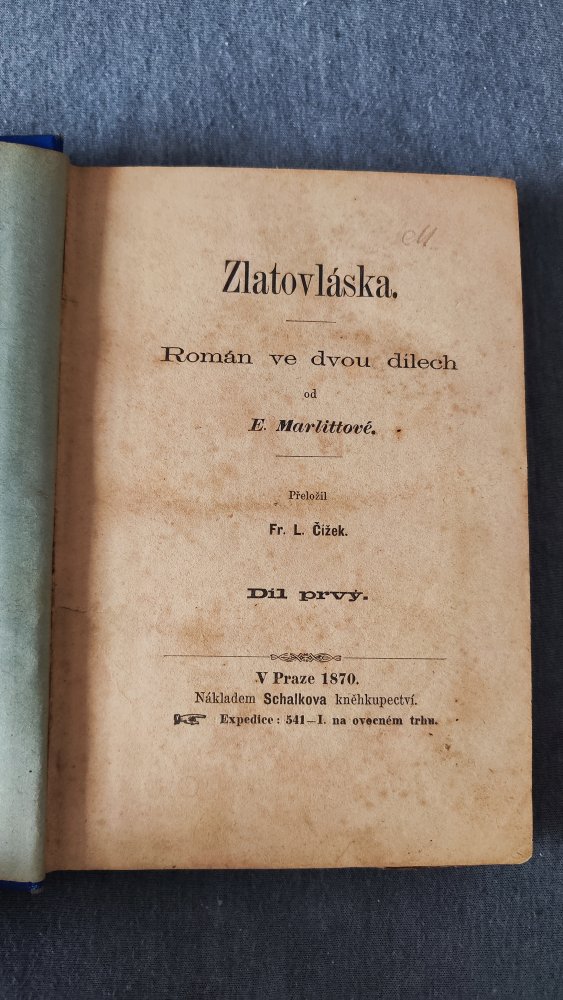 Zlatovláska.
Román ve dvou dílech
od
E. Marlittové.
Přeložil
Fr. L. Čížek.
Díl prvý.
V Praze 1870.
Nákladem Schalkova kněhkupectví.
Expedice: 541—I. na ovocném trhu.